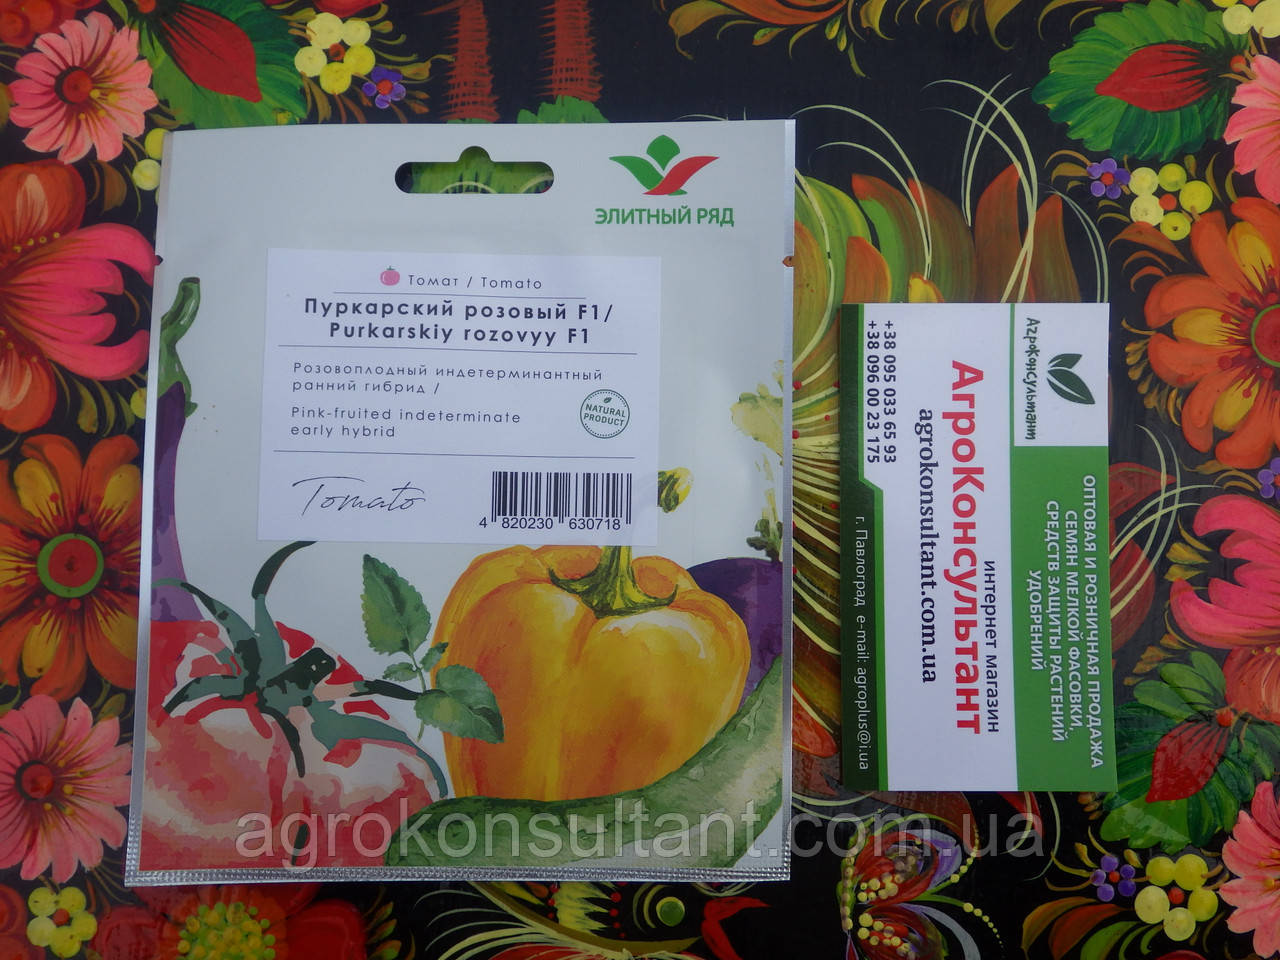 ЭЛИТНЫЙ РЯД
Томат / Tomato
Пуркарский розовый F1/
Purkarskiy rozovyy F1
Розовоплодный индетерминантный
ранний гибрид /
Pink-fruited indeterminate
early hybrid
NATURAL
PRODUCT
Tomato
4 820230 630718
АгроКонсультант
ОПТОВАЯ И РОЗНИЧНАЯ ПРОДАЖА
СЕМЯН МЕЛКОЙ ФАСОВКИ,
СРЕДСТВ ЗАЩИТЫ РАСТЕНИЙ
УДОБРЕНИЙ
интернет магазин
АгроКонсультант
agrokonsultant.com.ua
+38 095 033 65 93
+38 096 00 23 175
г. Павлоград e-mail: agroplus@i.ua
agrokonsultant.com.ua